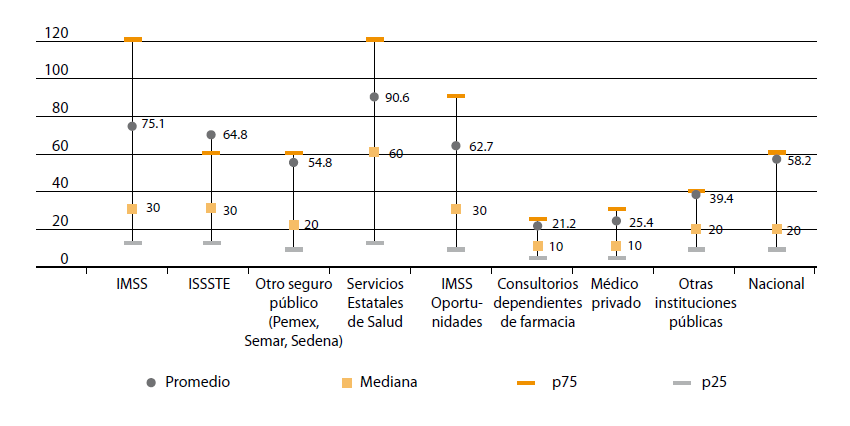 120
100
80
60
40
20
0
75.1
30
64.8
30
54.8
20
90.6
60
62.7
30
21.2
10
25.4
10
39.4
20
58.2
20
IMSS
ISSSTE
Otro seguro
público
(Pemex,
Semar, Sedena)
Servicios
Estatales
de Salud
IMSS
Oportu-
nidades
Consultorios
dependientes
de farmacia
Médico
privado
Otras
instituciones
públicas
Nacional
Promedio
Mediana
p75
p25